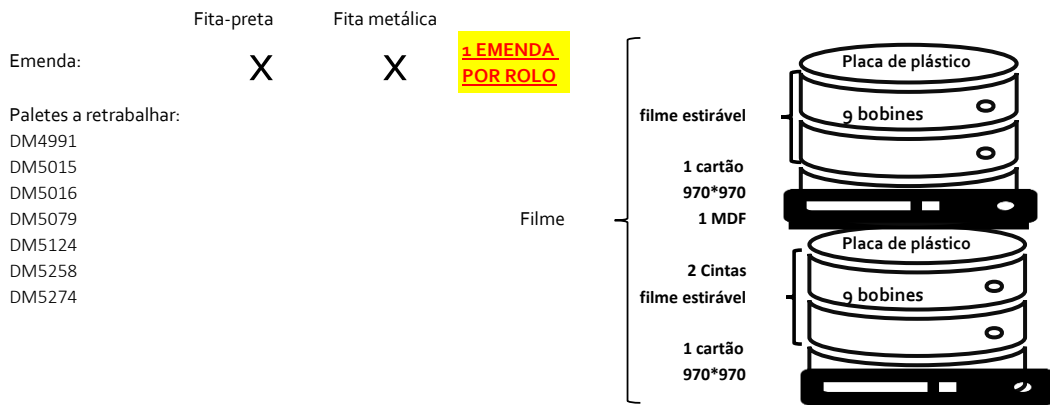 Fita-preta Fita metálica
Emenda: X X 1 EMENDA
POR ROLO
Paletes a retrabalhar:
DM4991
DM5015
DM5016
DM5079
DM5124
DM5258
DM5274
Filme
filme estirável
1 cartão
970*970
1 MDF
2 Cintas
filme estirável
1 cartão
970*970
Placa de plástico
9 bobines
Placa de plástico
9 bobines